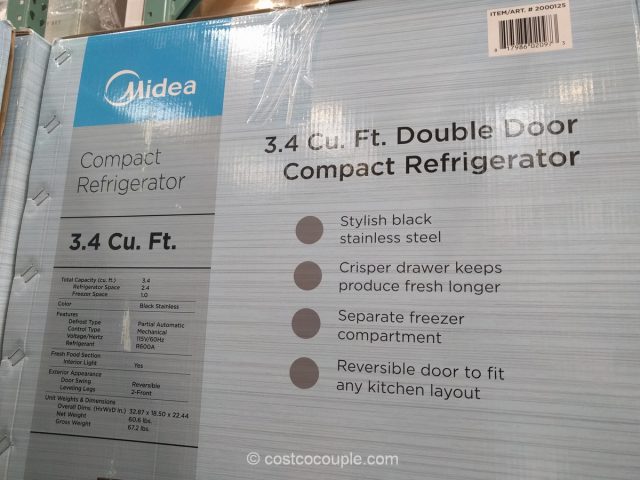 ITEM/ART. # 2000125
Midea
Compact
Refrigerator
3.4 Cu. Ft.
Total Capacity (cu. ft.) 3.4
Refrigerator Space 2.4
Freezer Space 1.0
Color Black Stainless
Features
Defrost Type Partial Automatic
Control Type Mechanical
Voltage/Hertz 115V/60Hz
Refrigerant R600A
Fresh Food Section
Interior Light Yes
Exterior Appearance
Door Swing Reversible
Leveling Legs 2-Front
Unit Weights & Dimensions
Overall Dims. (HxWxD in.) 32.87 x 18.50 x 22.44
Net Weight 60.6 lbs.
Gross Weight 67.2 lbs.
3.4 Cu. Ft. Double Door
Compact Refrigerator
Stylish black
stainless steel
Crisper drawer keeps
produce fresh longer
Separate freezer
compartment
Reversible door to fit
any kitchen layout
© costcocouple.com